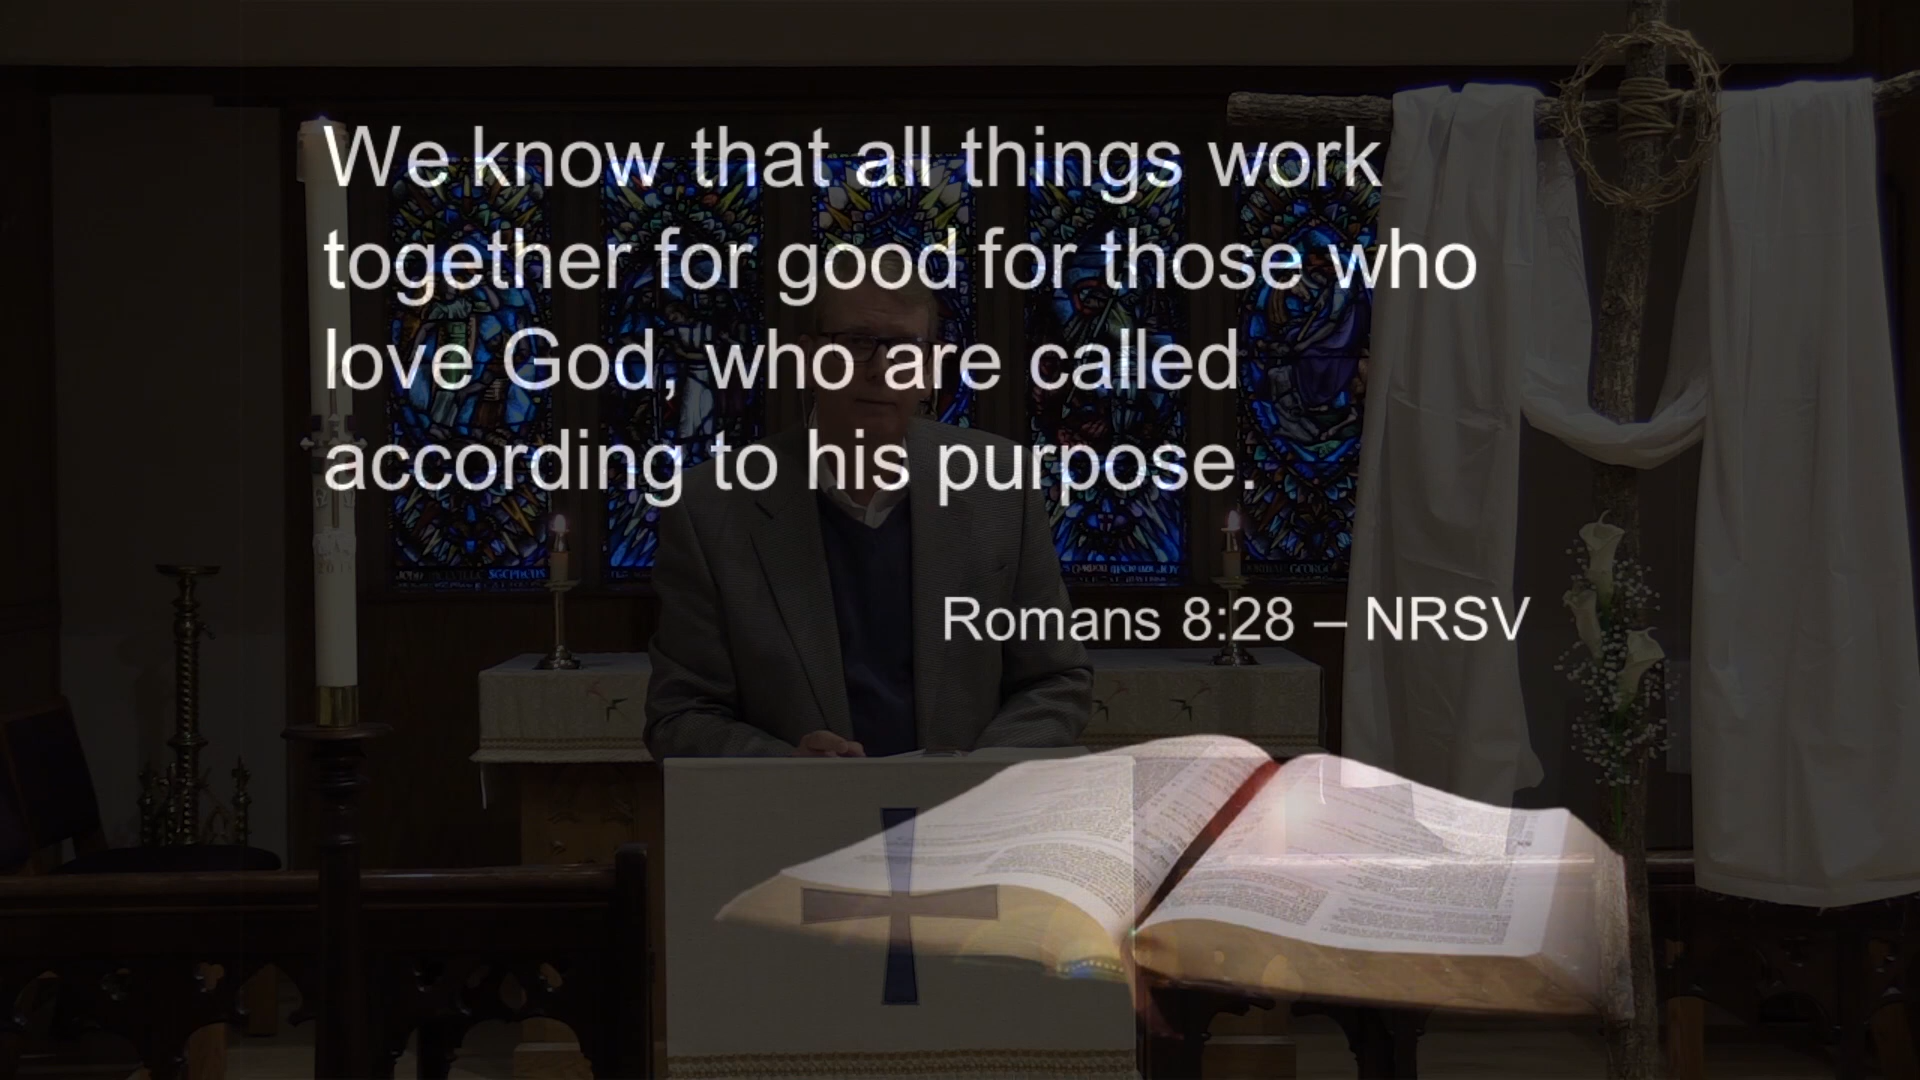 We know that all things work
together for good for those who
love God, who are called
according to his purpose.
Romans 8:28 – NRSV